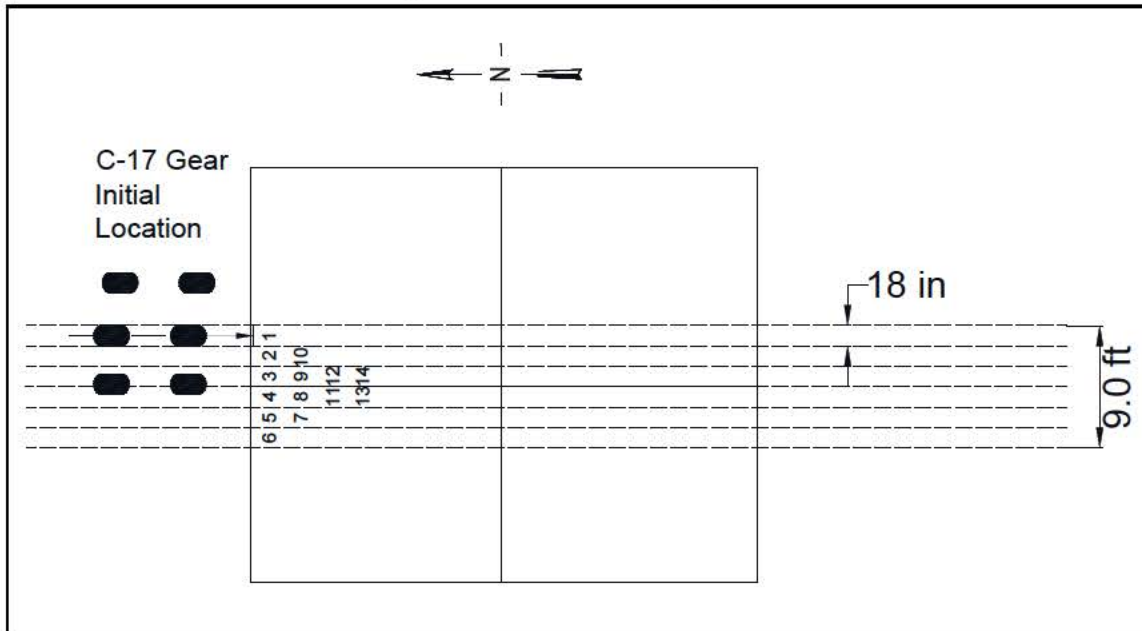 N
C-17 Gear
Initial
Location
18 in
6 5 4 3 2 1
7 8 9 10
11 12
13 14
9.0 ft